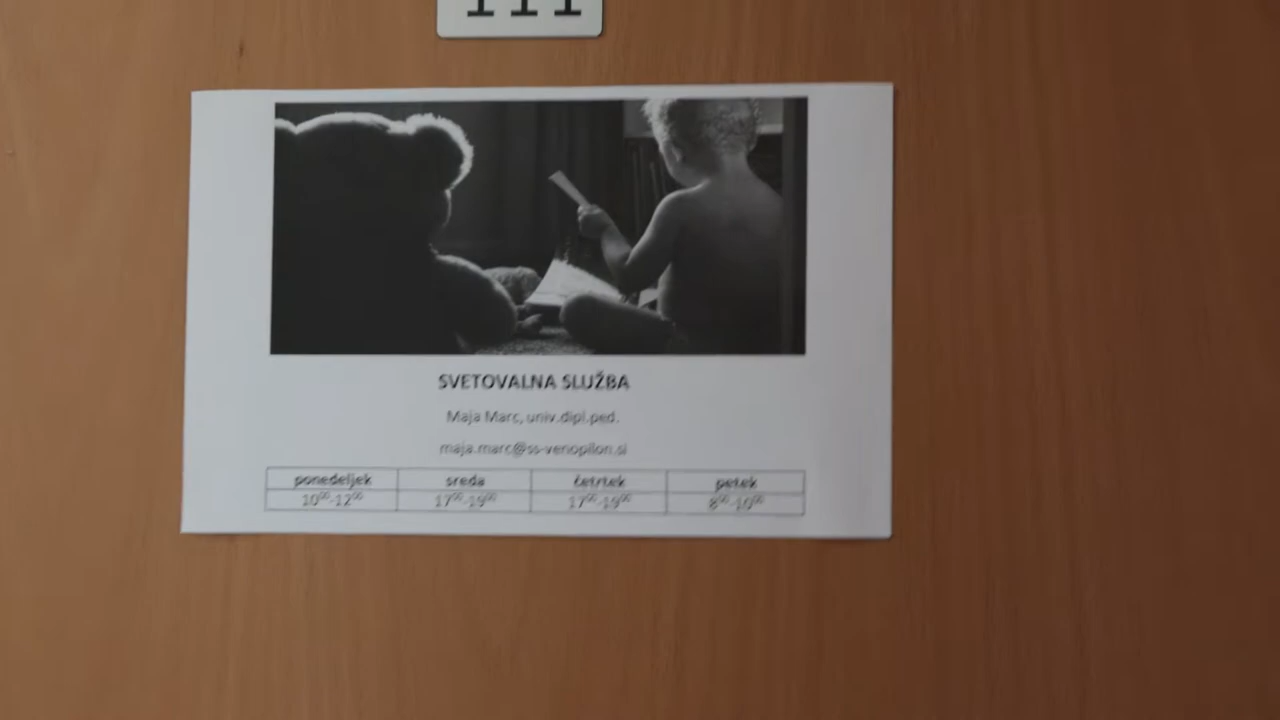 111
SVETOVALNA SLUŽBA
Maja Marc, univ.dipl.ped.
maja.marc@ss-venopilon.si
ponedeljek sreda četrtek petek
10⁰⁰-12⁰⁰ 17⁰⁰-19⁰⁰ 17⁰⁰-19⁰⁰ 8⁰⁰-10⁰⁰